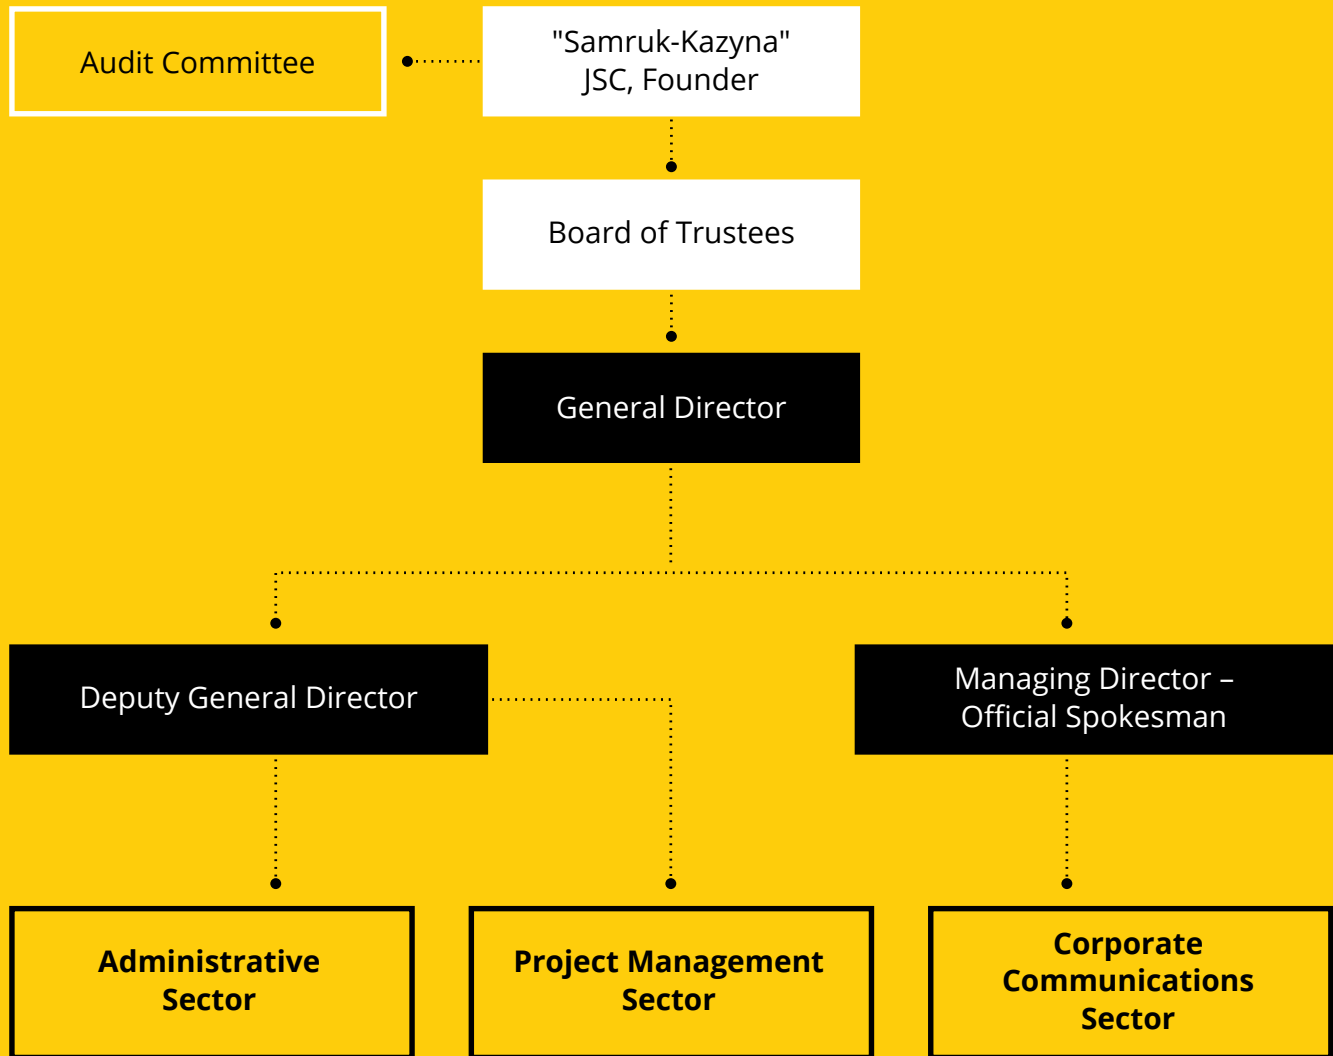 Audit Committee
"Samruk-Kazyna"
JSC, Founder
Board of Trustees
General Director
Deputy General Director
Managing Director –
Official Spokesman
Administrative
Sector
Project Management
Sector
Corporate
Communications
Sector